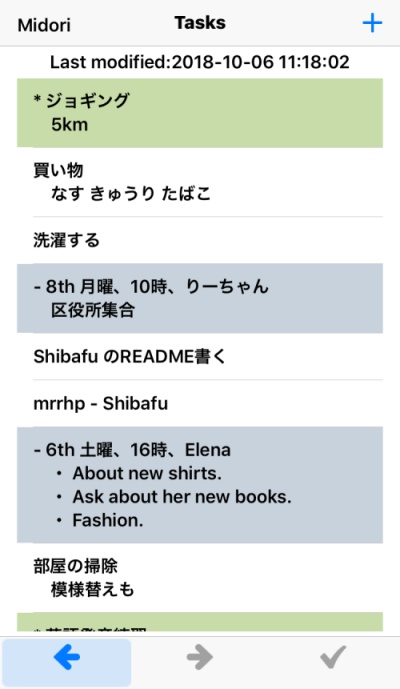 Midori
Tasks
Last modified:2018-10-06 11:18:02
* ジョギング
5km
買い物
なす きゅうり たばこ
洗濯する
- 8th 月曜、10時、りーちゃん
区役所集合
Shibafu のREADME書く
mrrhp - Shibafu
- 6th 土曜、16時、Elena
・ About new shirts.
・ Ask about her new books.
・ Fashion.
部屋の掃除
模様替えも